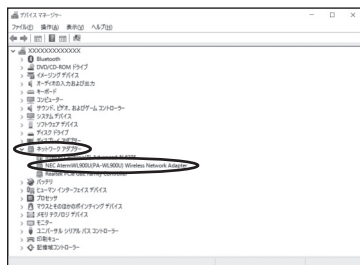 デバイス マネージャー
ファイル(F) 操作(A) 表示(V) ヘルプ(H)
XXXXXXXXXXXXX
Bluetooth
DVD/CD-ROM ドライブ
イメージング デバイス
オーディオの入力および出力
キーボード
コンピューター
サウンド、ビデオ、およびゲーム コントローラー
システム デバイス
ソフトウェア デバイス
ディスク ドライブ
ディスプレイ アダプター
ネットワーク アダプター
NEC AtermWL900U(PA-WL900U) Wireless Network Adapter
Realtek PCIe GBE Family Controller
バッテリ
ヒューマン インターフェイス デバイス
プロセッサ
マウスとそのほかのポインティング デバイス
メモリ テクノロジ デバイス
モニター
ユニバーサル シリアル バス コントローラー
印刷キュー
記憶域コントローラー